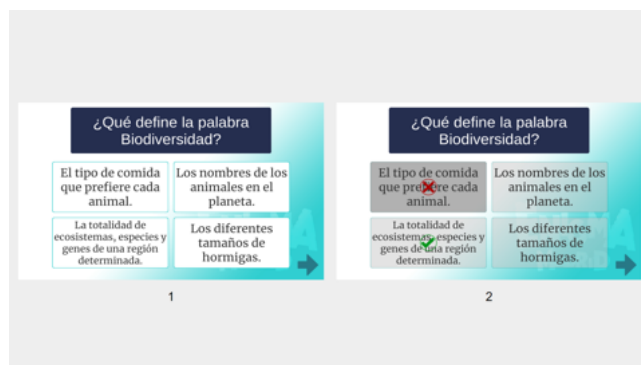 ¿Qué define la palabra
Biodiversidad?
El tipo de comida
que prefiere cada
animal.
Los nombres de los
animales en el
planeta.
La totalidad de
ecosistemas, especies y
genes de una región
determinada.
Los diferentes
tamaños de
hormigas.
1
¿Qué define la palabra
Biodiversidad?
El tipo de comida
que prefiere cada
animal.
Los nombres de los
animales en el
planeta.
La totalidad de
ecosistemas, especies y
genes de una región
determinada.
Los diferentes
tamaños de
hormigas.
2